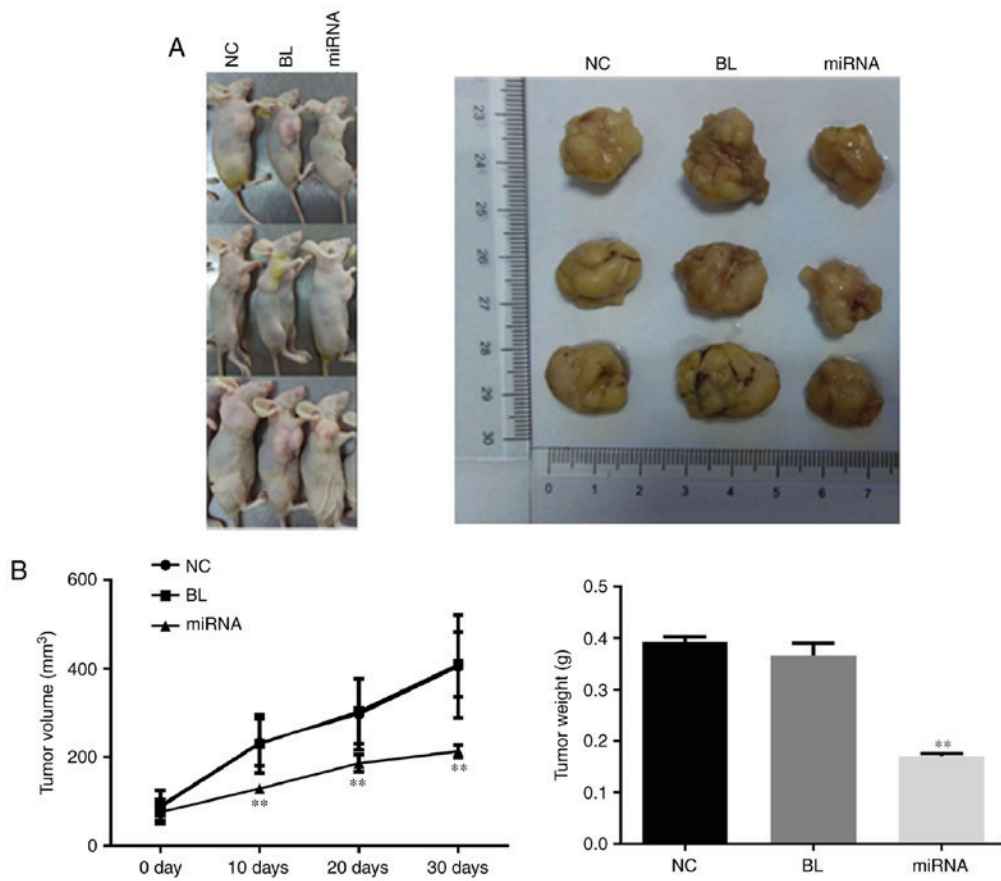 A
NC
BL
miRNA
NC
BL
miRNA
23
24
25
26
27
28
29
30
0 1 2 3 4 5 6 7
B
NC
BL
miRNA
Tumor volume (mm³)
600
400
200
0
**
**
**
0 day
10 days
20 days
30 days
Tumor weight (g)
0.5
0.4
0.3
0.2
0.1
0.0
**
NC
BL
miRNA